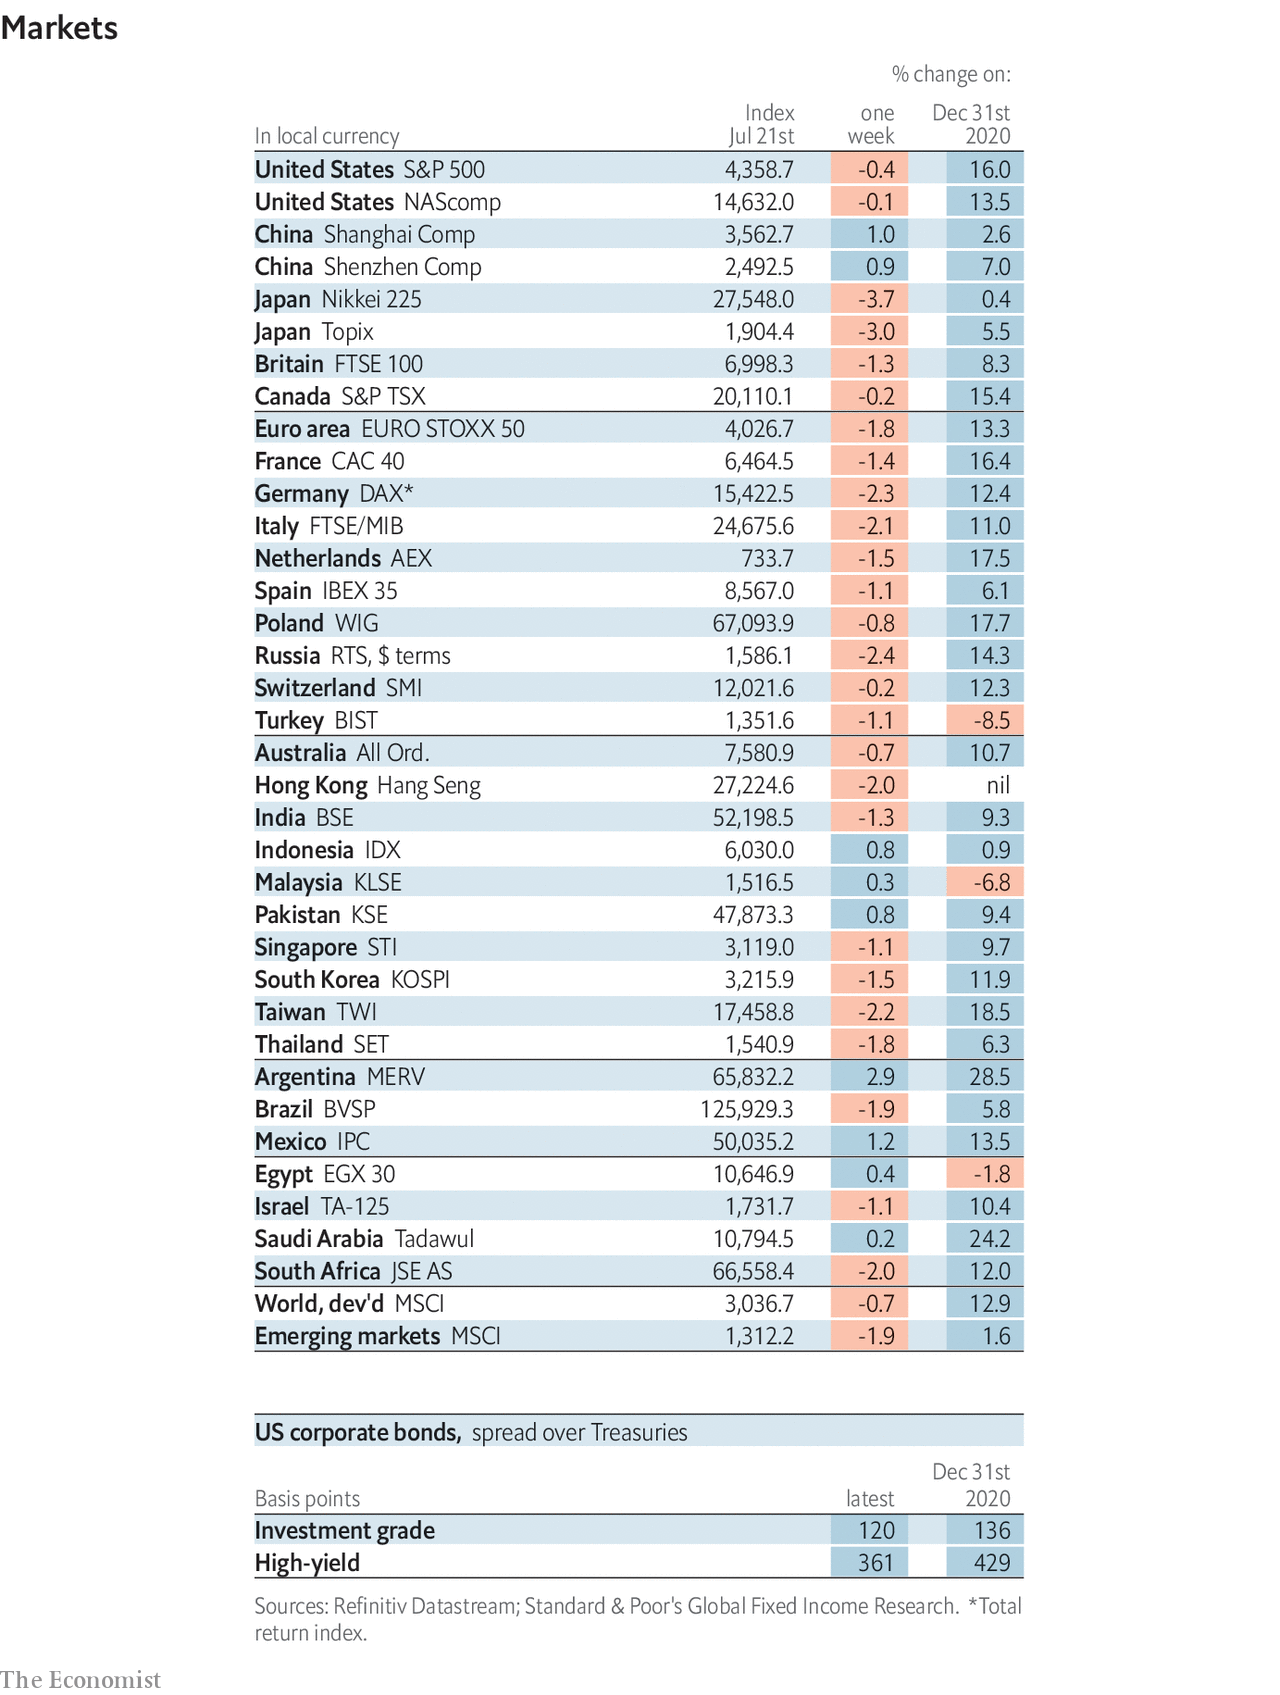 Markets
% change on:
Index one Dec 31st
In local currency Jul 21st week 2020
United States S&P 500 4,358.7 -0.4 16.0
United States NAScomp 14,632.0 -0.1 13.5
China Shanghai Comp 3,562.7 1.0 2.6
China Shenzhen Comp 2,492.5 0.9 7.0
Japan Nikkei 225 27,548.0 -3.7 0.4
Japan Topix 1,904.4 -3.0 5.5
Britain FTSE 100 6,998.3 -1.3 8.3
Canada S&P TSX 20,110.1 -0.2 15.4
Euro area EURO STOXX 50 4,026.7 -1.8 13.3
France CAC 40 6,464.5 -1.4 16.4
Germany DAX* 15,422.5 -2.3 12.4
Italy FTSE/MIB 24,675.6 -2.1 11.0
Netherlands AEX 733.7 -1.5 17.5
Spain IBEX 35 8,567.0 -1.1 6.1
Poland WIG 67,093.9 -0.8 17.7
Russia RTS, $ terms 1,586.1 -2.4 14.3
Switzerland SMI 12,021.6 -0.2 12.3
Turkey BIST 1,351.6 -1.1 -8.5
Australia All Ord. 7,580.9 -0.7 10.7
Hong Kong Hang Seng 27,224.6 -2.0 nil
India BSE 52,198.5 -1.3 9.3
Indonesia IDX 6,030.0 0.8 0.9
Malaysia KLSE 1,516.5 0.3 -6.8
Pakistan KSE 47,873.3 0.8 9.4
Singapore STI 3,119.0 -1.1 9.7
South Korea KOSPI 3,215.9 -1.5 11.9
Taiwan TWI 17,458.8 -2.2 18.5
Thailand SET 1,540.9 -1.8 6.3
Argentina MERV 65,832.2 2.9 28.5
Brazil BVSP 125,929.3 -1.9 5.8
Mexico IPC 50,035.2 1.2 13.5
Egypt EGX 30 10,646.9 0.4 -1.8
Israel TA-125 1,731.7 -1.1 10.4
Saudi Arabia Tadawul 10,794.5 0.2 24.2
South Africa JSE AS 66,558.4 -2.0 12.0
World, dev'd MSCI 3,036.7 -0.7 12.9
Emerging markets MSCI 1,312.2 -1.9 1.6
US corporate bonds, spread over Treasuries
Dec 31st
Basis points latest 2020
Investment grade 120 136
High-yield 361 429
Sources: Refinitiv Datastream; Standard & Poor's Global Fixed Income Research. *Total
return index.
The Economist